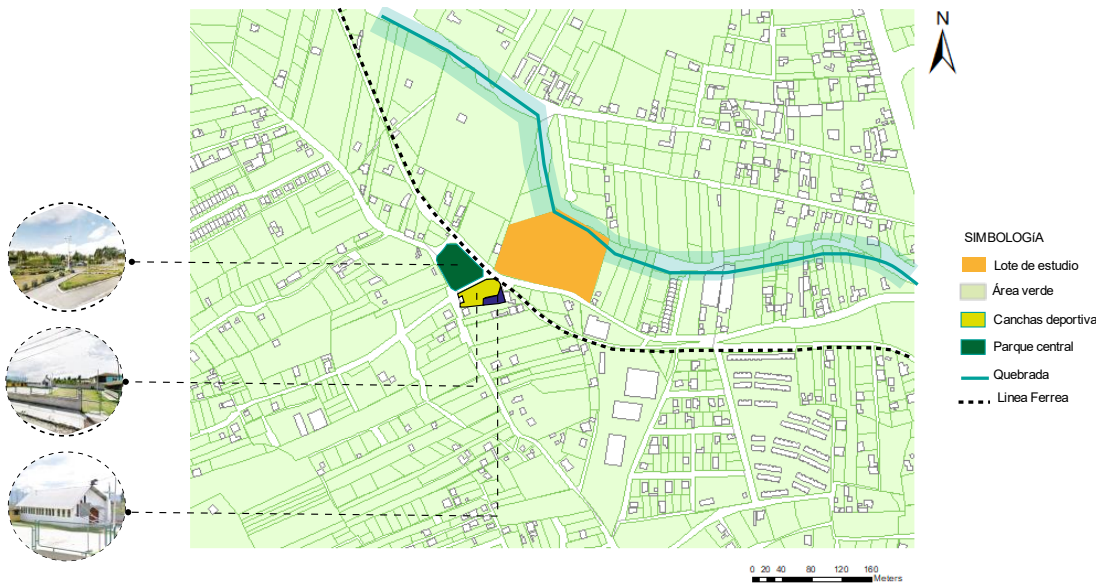 N
SIMBOLOGíA
Lote de estudio
Área verde
Canchas deportiva
Parque central
Quebrada
Linea Ferrea
0 20 40 80 120 160
Meters